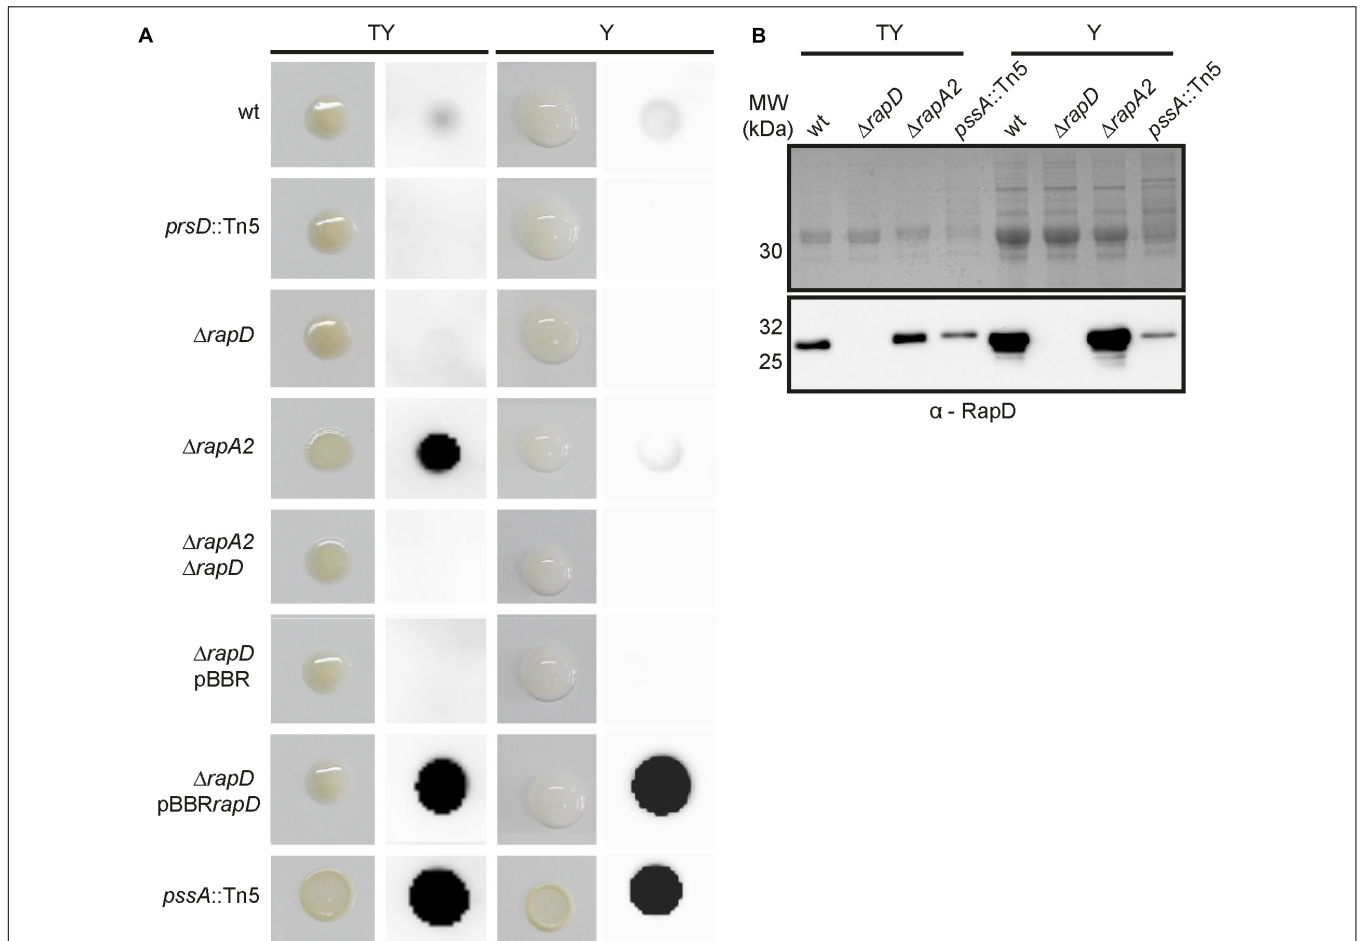 A
TY
Y
wt
prsD::Tn5
ΔrapD
ΔrapA2
ΔrapA2
ΔrapD
ΔrapD
pBBR
ΔrapD
pBBRrapD
pssA::Tn5
B
TY
Y
MW
(kDa)
wt
ΔrapD
ΔrapA2
pssA::Tn5
wt
ΔrapD
ΔrapA2
pssA::Tn5
30
32
25
α - RapD